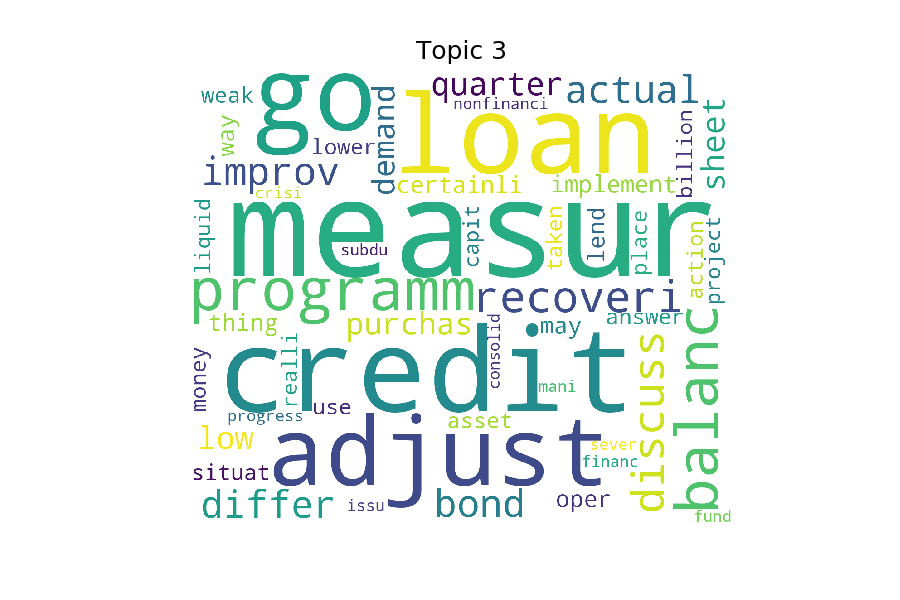 Topic 3
weak
go
demand
quarter
nonfinanci
actual
way
lower
loan
billion
sheet
improv
crisi
certainli
implement
liquid
measur
subdu
capit
taken
lend
place
action
project
programm
recoveri
thing
purchas
consolid
may
answer
money
realli
credit
mani
discuss
balanc
progress
use
asset
low
adjust
sever
financ
situat
differ
issu
bond
oper
fund